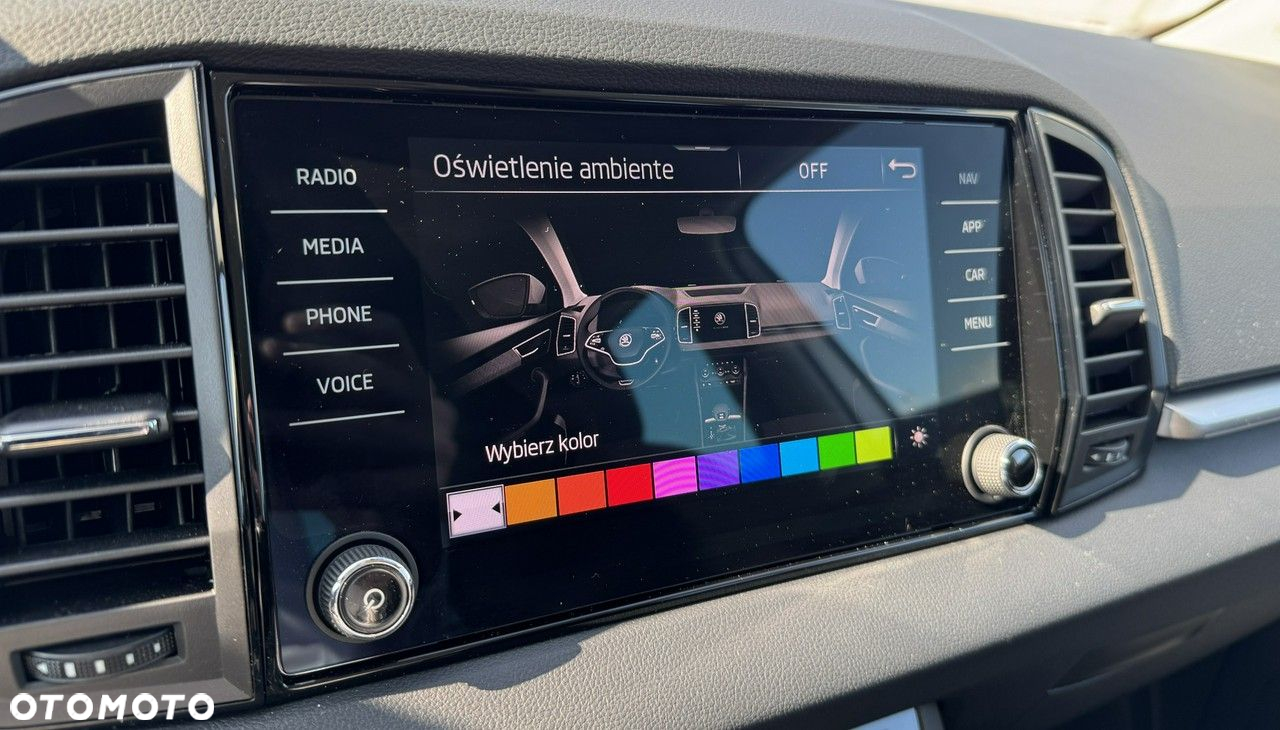 Oświetlenie ambiente OFF
RADIO
MEDIA
PHONE
VOICE
NAV
APP
CAR
MENU
Wybierz kolor
OTOMOTO